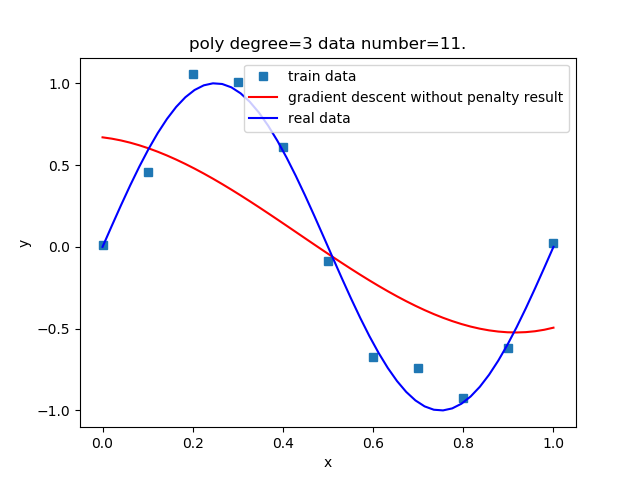 poly degree=3 data number=11.
train data
gradient descent without penalty result
real data
1.0
0.5
0.0
−0.5
−1.0
y
0.0 0.2 0.4 0.6 0.8 1.0
x